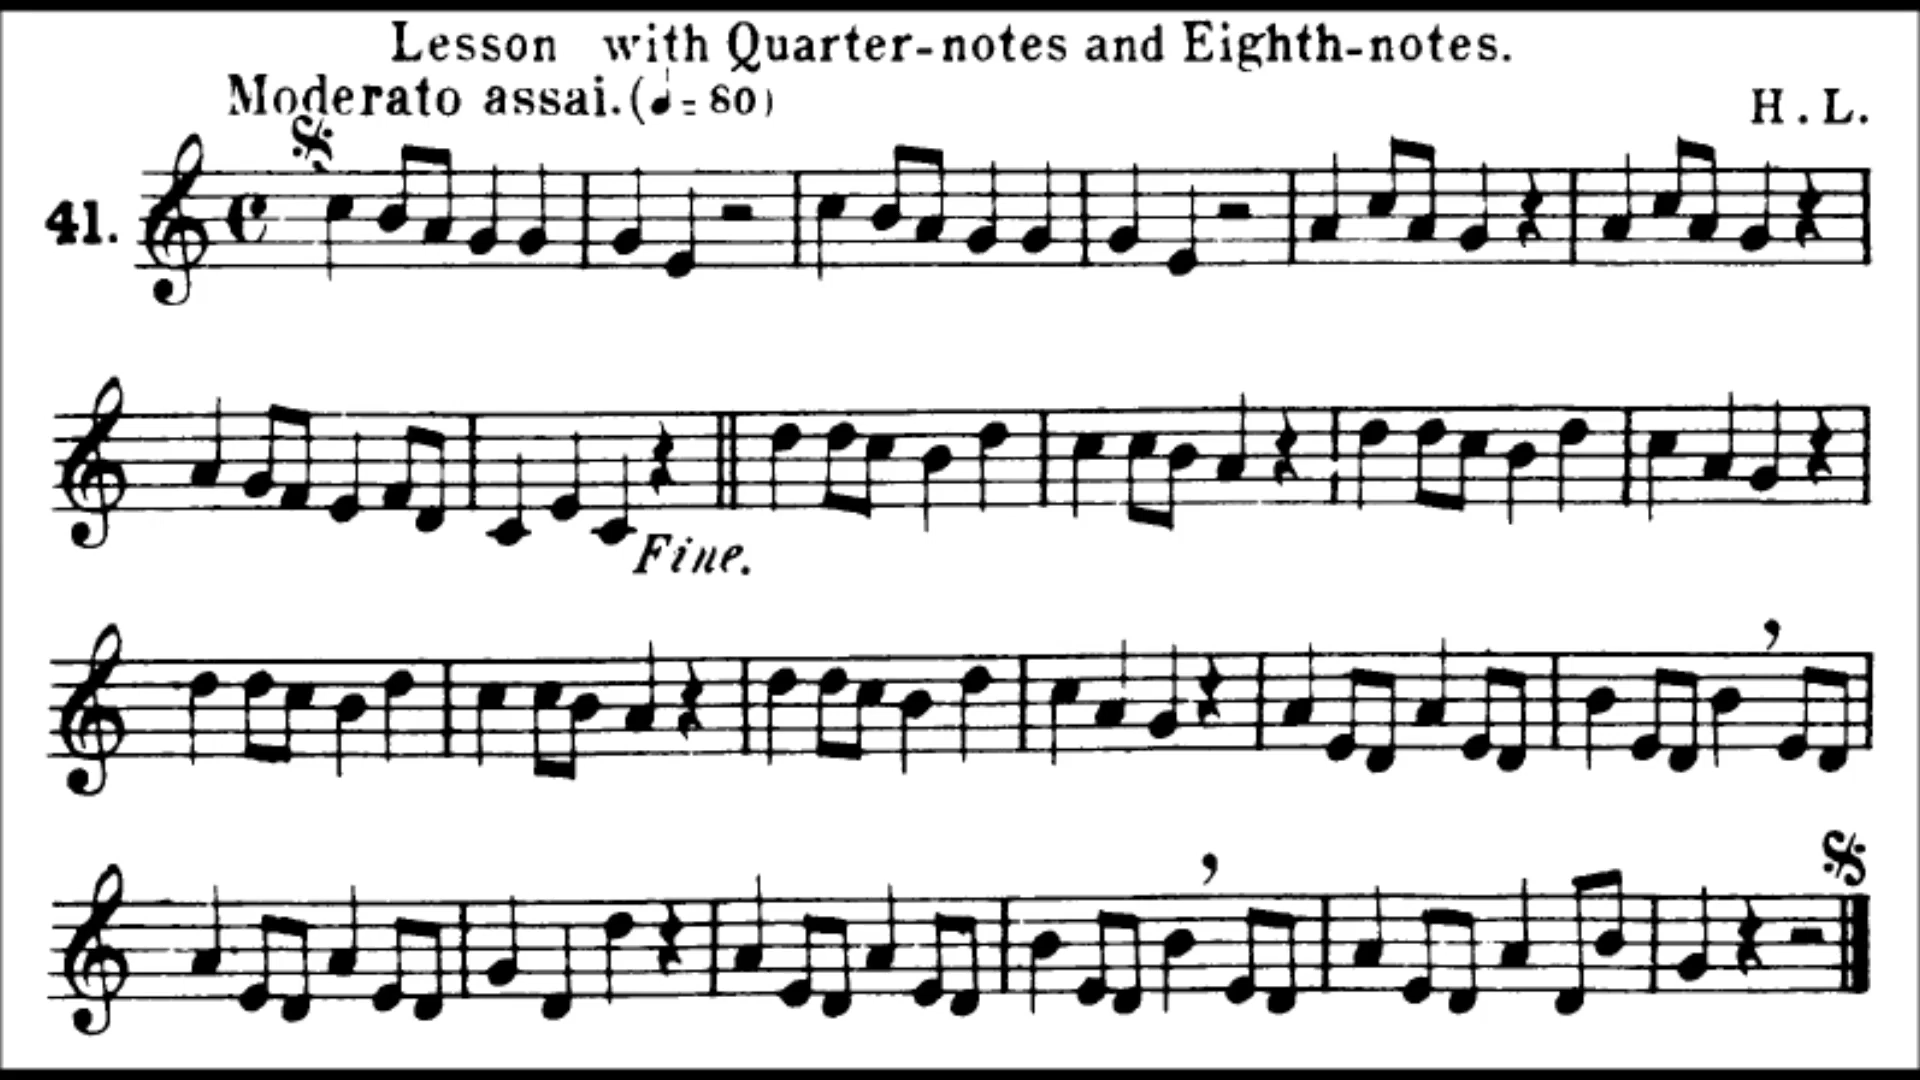 Lesson with Quarter-notes and Eighth-notes.
Moderato assai. (♩ = 80)
H. L.
41.
Fine.